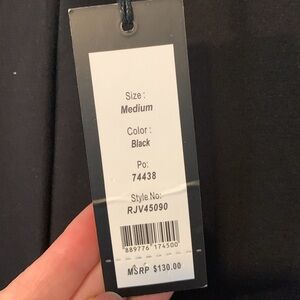 Size :
Medium
Color :
Black
Po:
74438
Style No:
RJV45090
889776 174500
MSRP $130.00